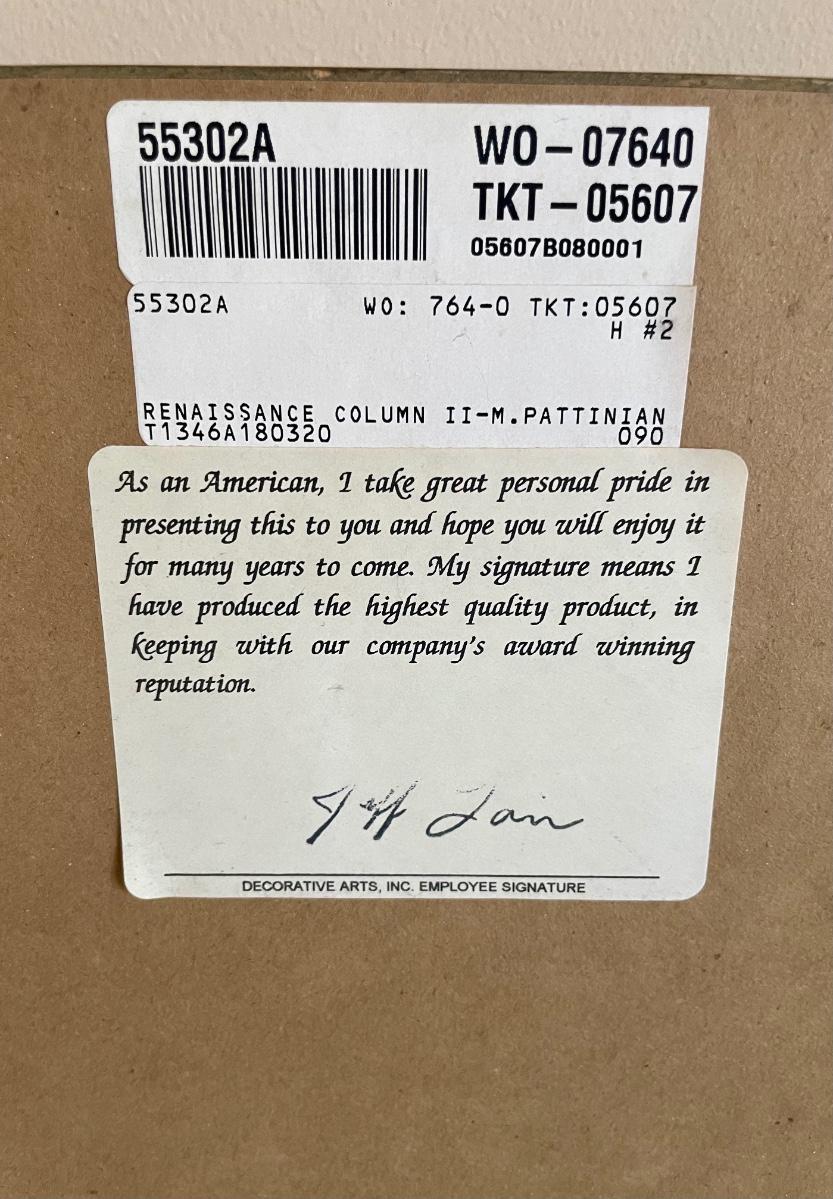 55302A
WO-07640
TKT-05607
05607B080001
55302A WO: 764-0 TKT:05607
H #2
RENAISSANCE COLUMN II-M.PATTINIAN
T1346A180320 090
As an American, I take great personal pride in
presenting this to you and hope you will enjoy it
for many years to come. My signature means I
have produced the highest quality product, in
keeping with our company's award winning
reputation.
Jeff
DECORATIVE ARTS, INC. EMPLOYEE SIGNATURE